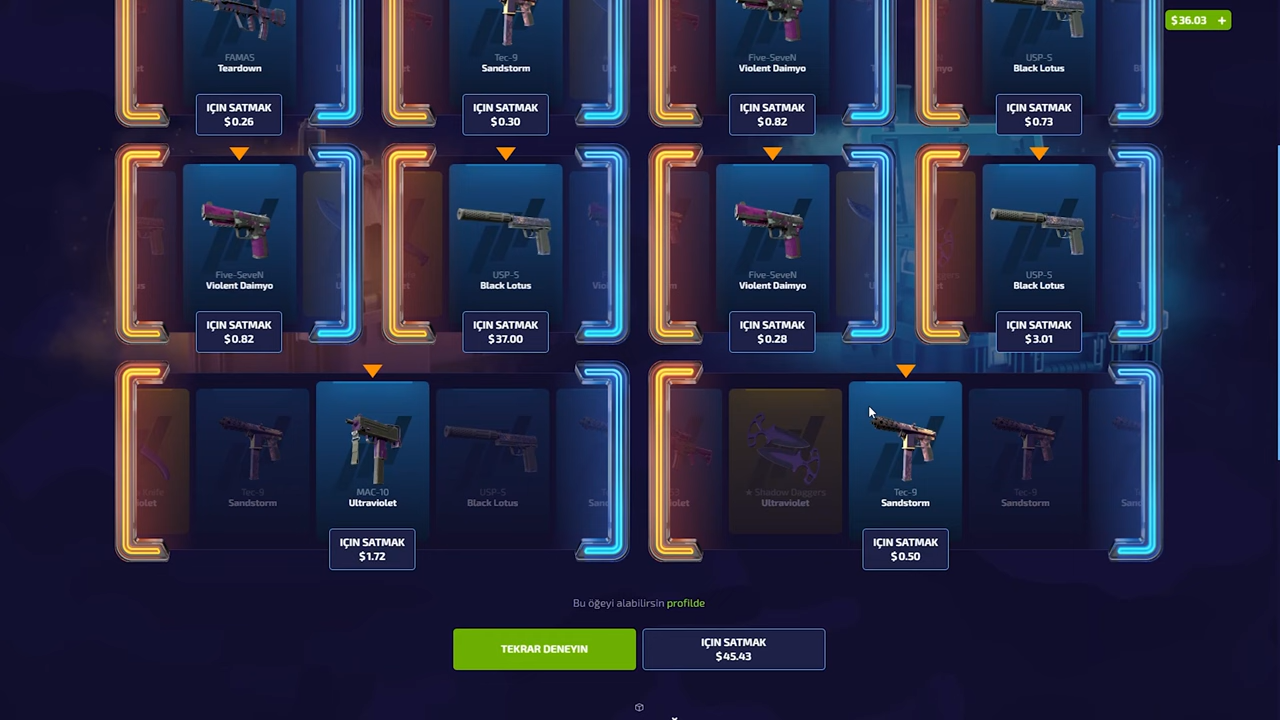 $36.03 +
FAMAS
Teardown
Tec-9
Sandstorm
Five-SeveN
Violent Daimyo
USP-S
Black Lotus
IÇIN SATMAK
$0.26
IÇIN SATMAK
$0.30
IÇIN SATMAK
$0.82
IÇIN SATMAK
$0.73
Five-SeveN
Violent Daimyo
USP-S
Black Lotus
Five-SeveN
Violent Daimyo
USP-S
Black Lotus
IÇIN SATMAK
$0.82
IÇIN SATMAK
$37.00
IÇIN SATMAK
$0.28
IÇIN SATMAK
$3.01
Tec-9
Sandstorm
MAC-10
Ultraviolet
USP-S
Black Lotus
★ Shadow Daggers
Ultraviolet
Tec-9
Sandstorm
Tec-9
Sandstorm
IÇIN SATMAK
$1.72
IÇIN SATMAK
$0.50
Bu öğeyi alabilirsin profilde
TEKRAR DENEYIN
IÇIN SATMAK
$45.43